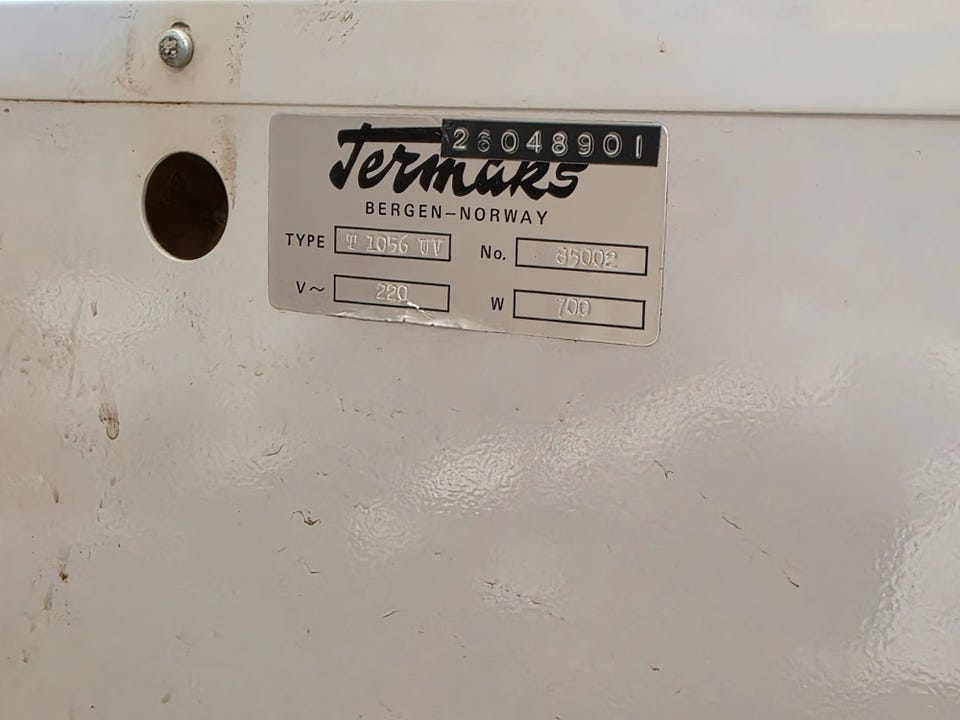 26048901
Termaks
BERGEN-NORWAY
TYPE T 1056 UV No. 85002
V~ 220 W 700